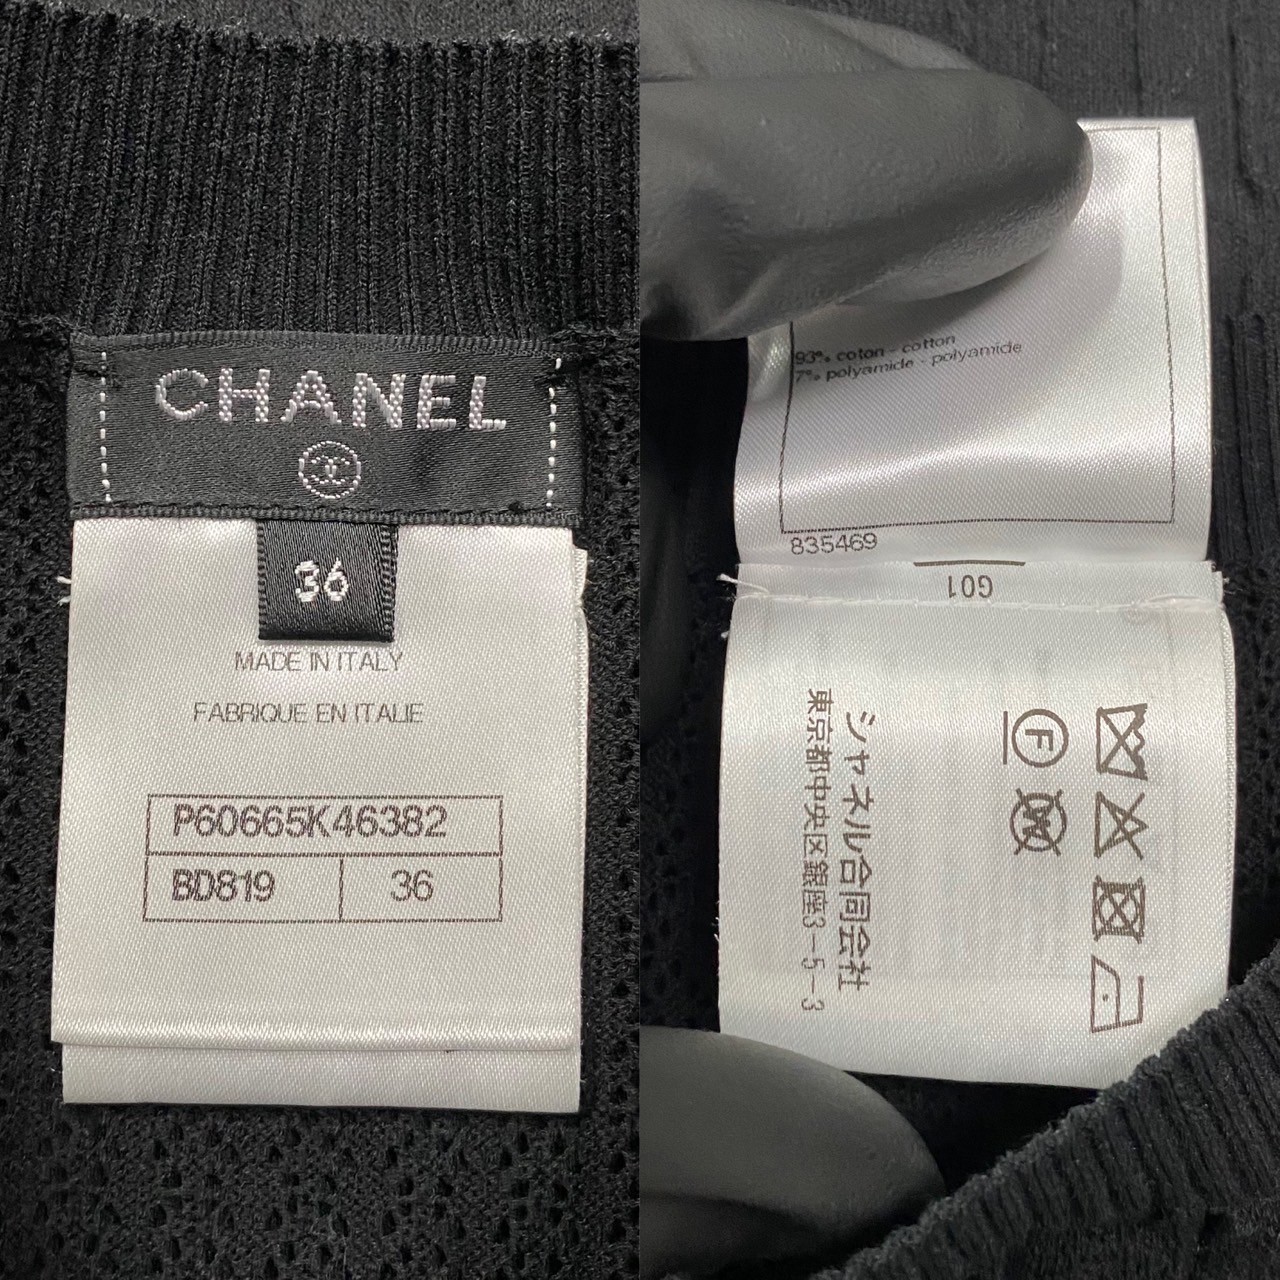 CHANEL
36
MADE IN ITALY
FABRIQUE EN ITALIE
P60665K46382
BD819 36
93% coton - cotton
7% polyamide - polyamide
835469
G01
シャネル合同会社
東京都中央区銀座3-5-3
F
W